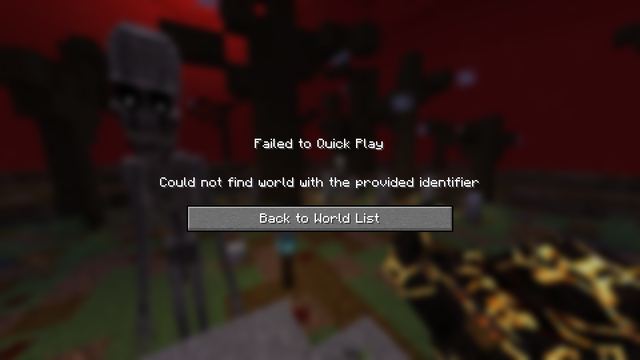 Failed to Quick Play
Could not find world with the provided identifier
Back to World List